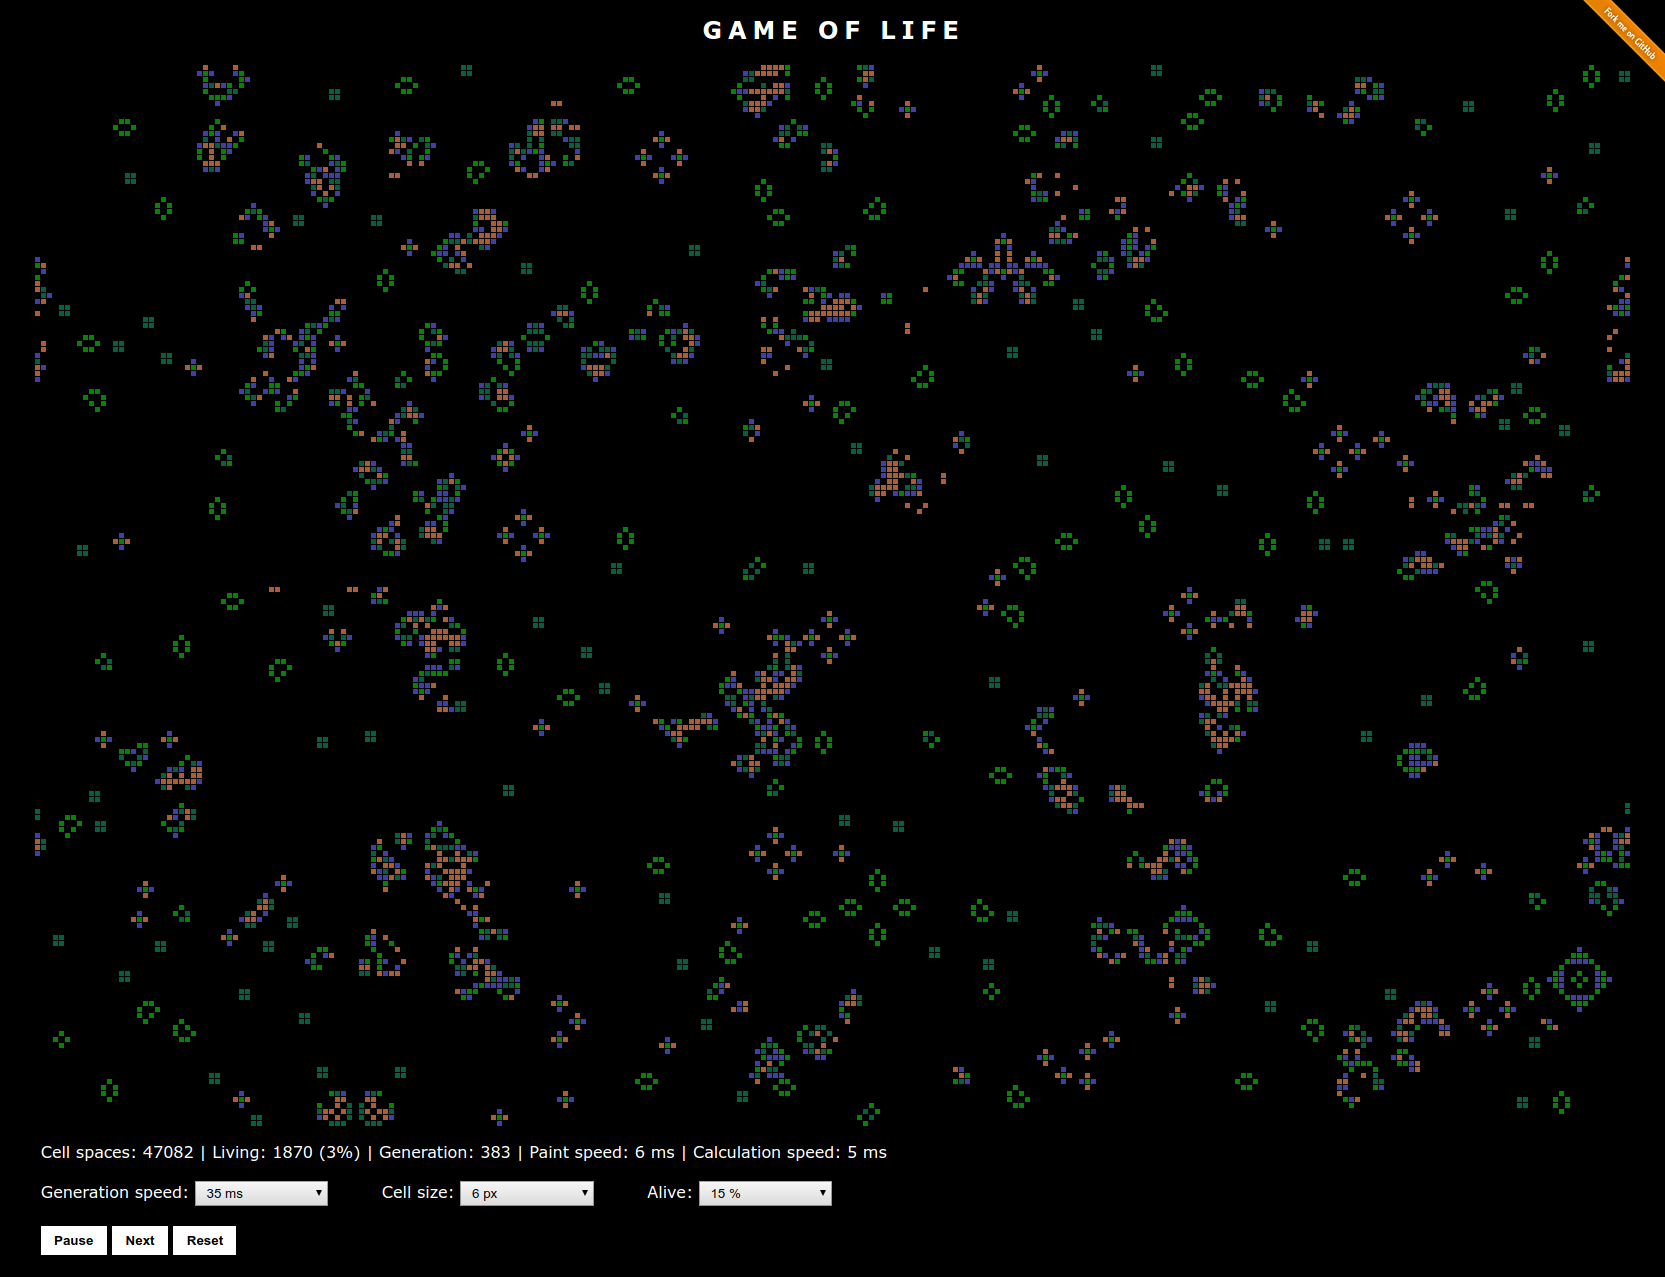 GAME OF LIFE
Fork me on GitHub
Cell spaces: 47082 | Living: 1870 (3%) | Generation: 383 | Paint speed: 6 ms | Calculation speed: 5 ms
Generation speed: 35 ms Cell size: 6 px Alive: 15 %
Pause Next Reset